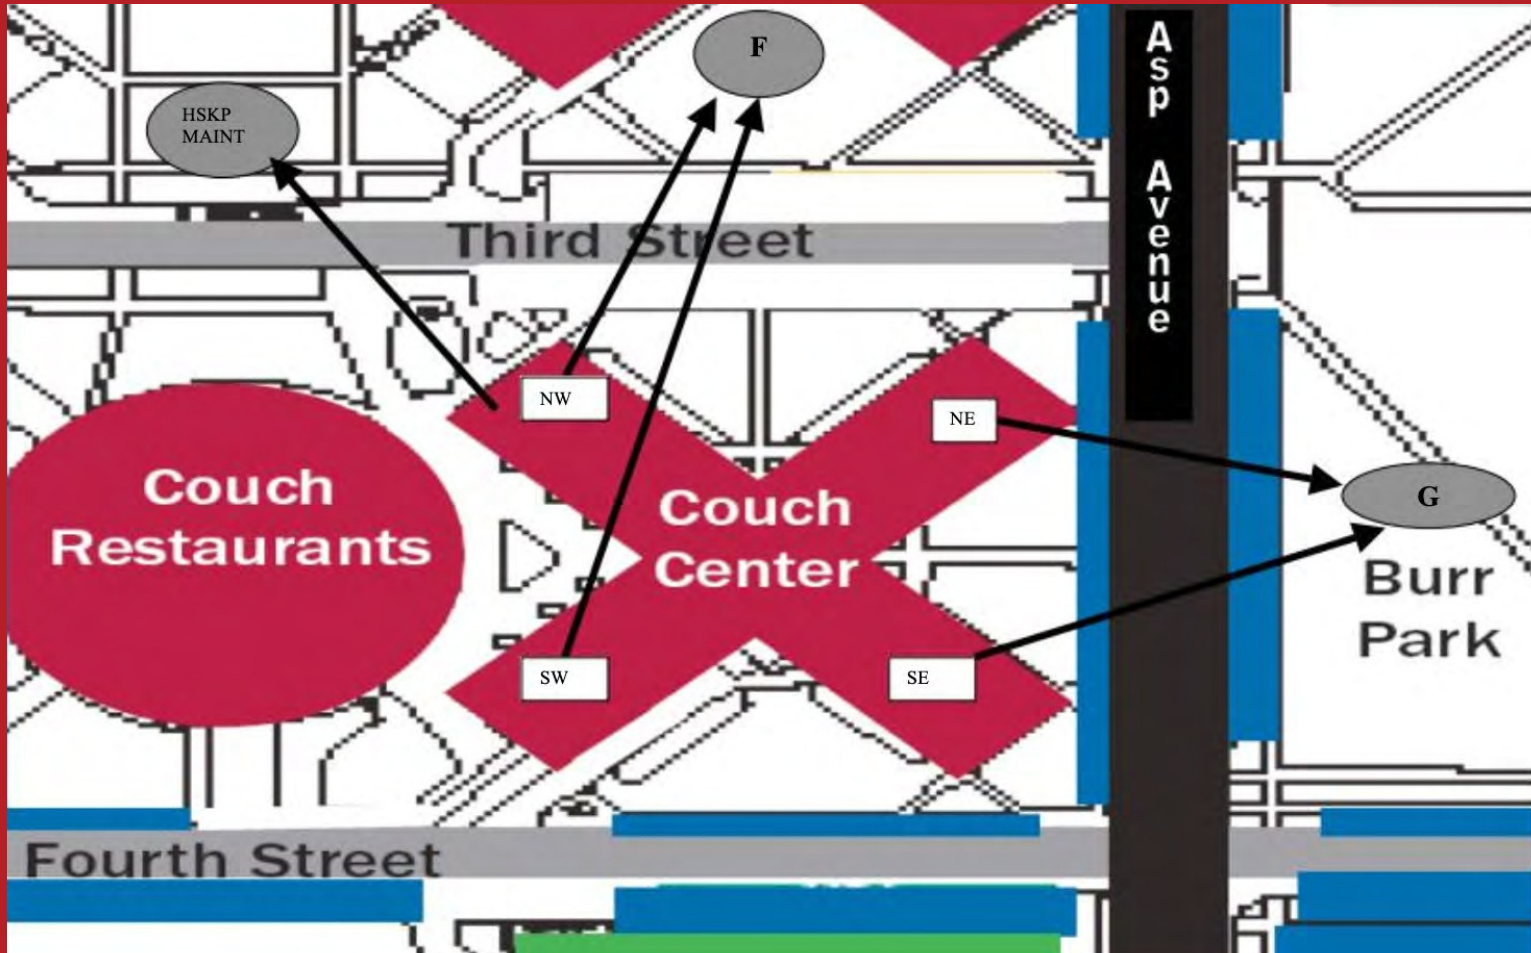 F
HSKP
MAINT
Asp Avenue
Third Street
NW
NE
Couch
Restaurants
Couch
Center
G
Burr
Park
SW
SE
Fourth Street